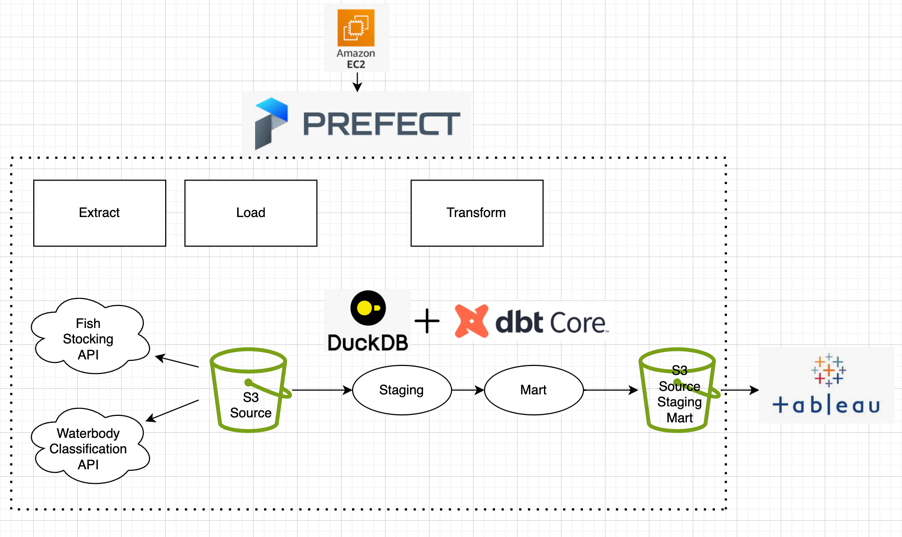 Amazon
EC2
PREFECT
Extract
Load
Transform
DuckDB
+
dbt Core™
Fish
Stocking
API
Waterbody
Classification
API
S3
Source
Staging
Mart
S3
Source
Staging
Mart
+ableau